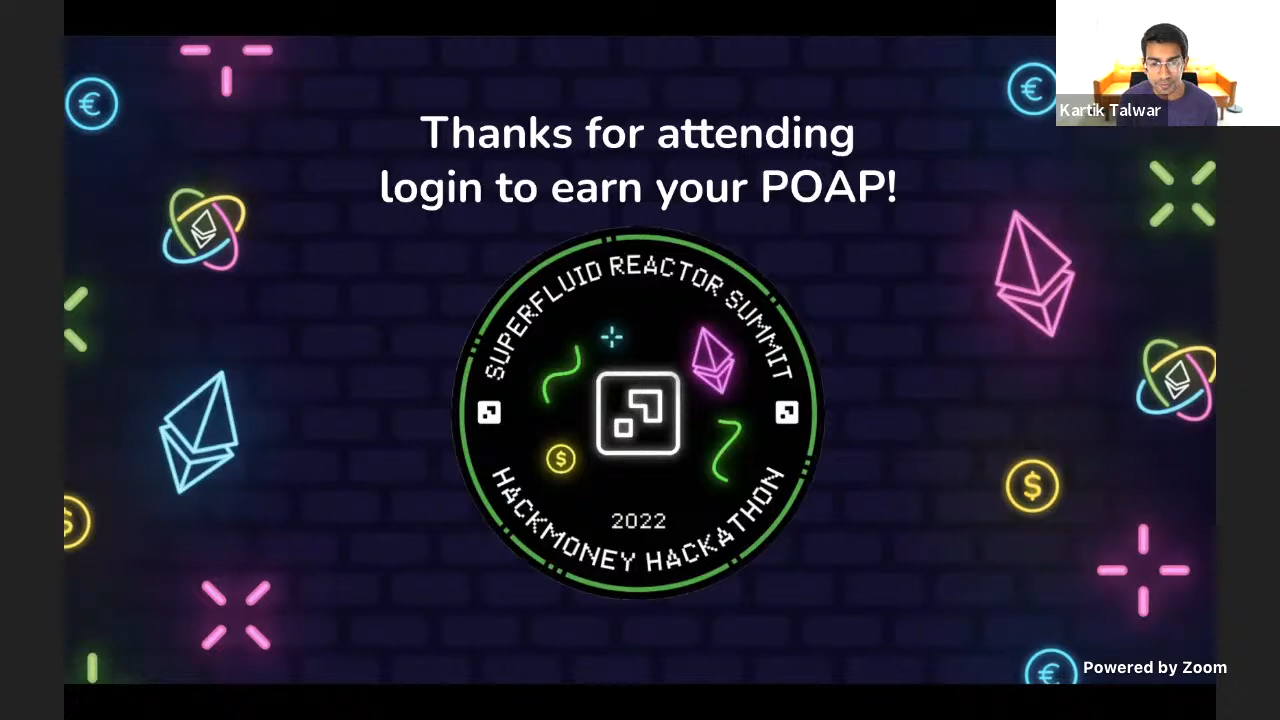 Kartik Talwar
Thanks for attending
login to earn your POAP!
SUPERFLUID REACTOR SUMMIT
2022
HACKMONEY HACKATHON
Powered by Zoom